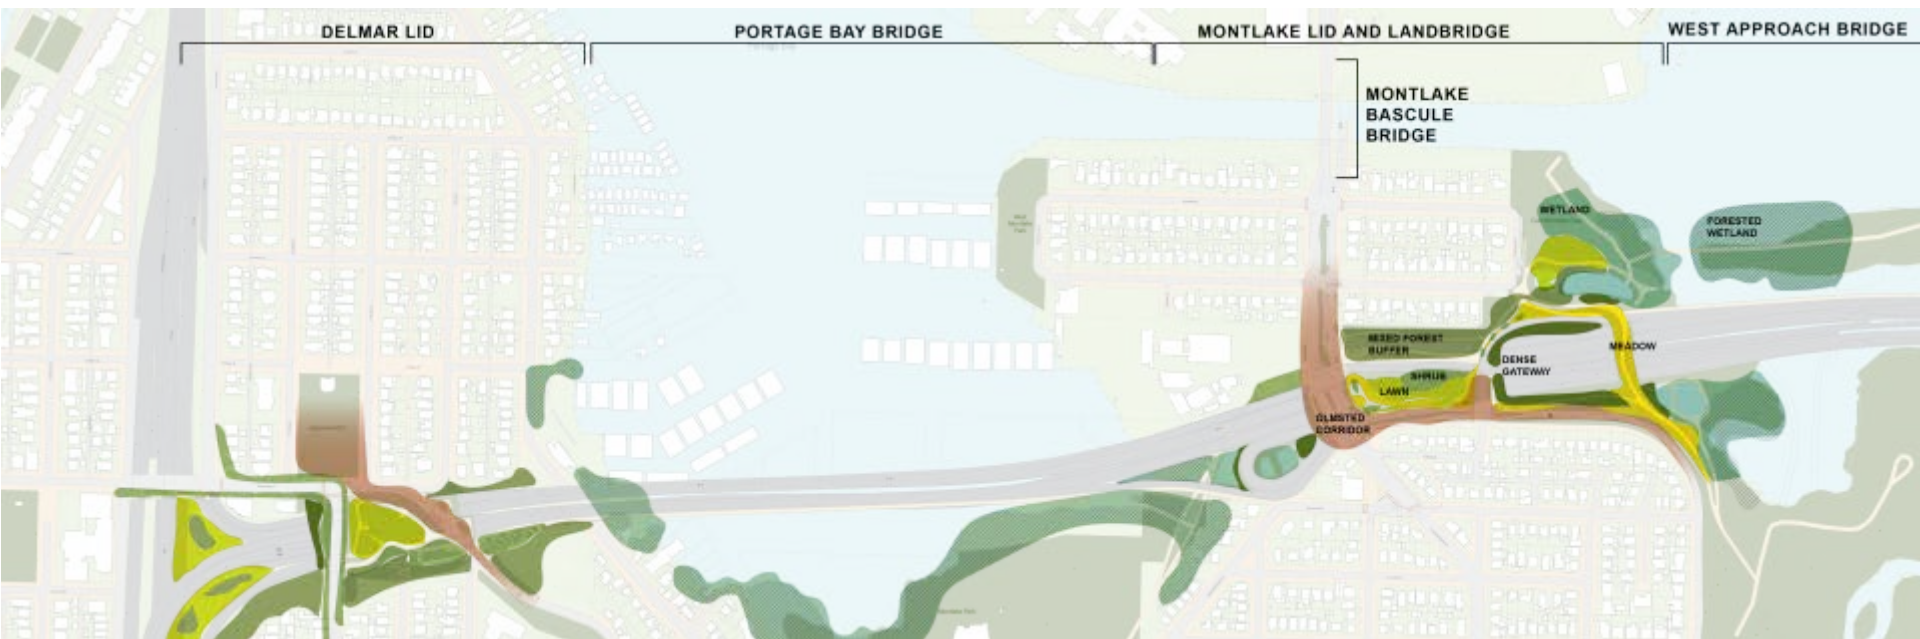 DELMAR LID
PORTAGE BAY BRIDGE
MONTLAKE LID AND LANDBRIDGE
WEST APPROACH BRIDGE
MONTLAKE
BASCULE
BRIDGE
WETLAND
FORESTED
WETLAND
MIXED FOREST
BUFFER
MEADOW
DENSE
GATEWAY
SHRUB
LAWN
OLMSTED
CORRIDOR